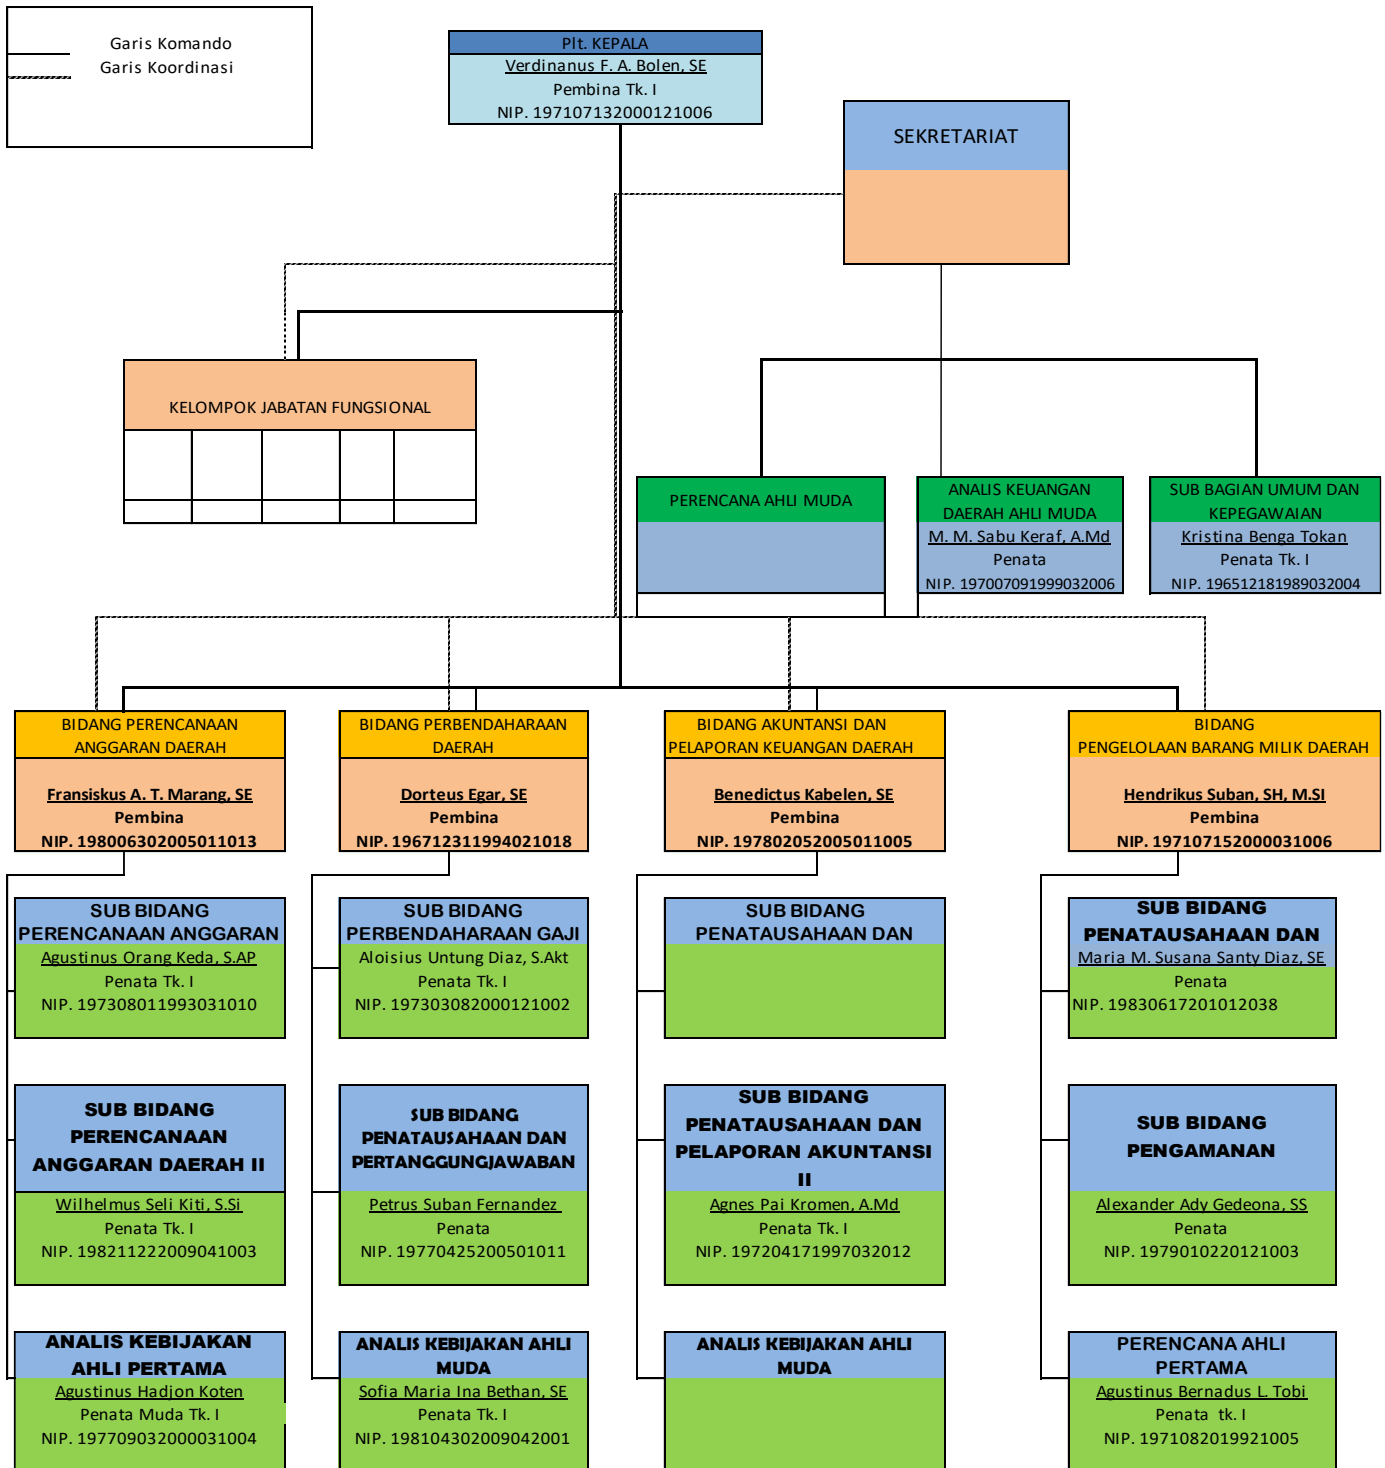 Garis Komando
Garis Koordinasi
Plt. KEPALA
Verdinanus F. A. Bolen, SE
Pembina Tk. I
NIP. 197107132000121006
SEKRETARIAT
KELOMPOK JABATAN FUNGSIONAL
PERENCANA AHLI MUDA
ANALIS KEUANGAN
DAERAH AHLI MUDA
M. M. Sabu Keraf, A.Md
Penata
NIP. 197007091999032006
SUB BAGIAN UMUM DAN
KEPEGAWAIAN
Kristina Benga Tokan
Penata Tk. I
NIP. 196512181989032004
BIDANG PERENCANAAN
ANGGARAN DAERAH
Fransiskus A. T. Marang, SE
Pembina
NIP. 198006302005011013
BIDANG PERBENDAHARAAN
DAERAH
Dorteus Egar, SE
Pembina
NIP. 196712311994021018
BIDANG AKUNTANSI DAN
PELAPORAN KEUANGAN DAERAH
Benedictus Kabelen, SE
Pembina
NIP. 197802052005011005
BIDANG
PENGELOLAAN BARANG MILIK DAERAH
Hendrikus Suban, SH, M.SI
Pembina
NIP. 197107152000031006
SUB BIDANG
PERENCANAAN ANGGARAN
Agustinus Orang Keda, S.AP
Penata Tk. I
NIP. 197308011993031010
SUB BIDANG
PERBENDAHARAAN GAJI
Aloisius Untung Diaz, S.Akt
Penata Tk. I
NIP. 197303082000121002
SUB BIDANG
PENATAUSAHAAN DAN
SUB BIDANG
PENATAUSAHAAN DAN
Maria M. Susana Santy Diaz, SE
Penata
NIP. 19830617201012038
SUB BIDANG
PERENCANAAN
ANGGARAN DAERAH II
Wilhelmus Seli Kiti, S.Si
Penata Tk. I
NIP. 198211222009041003
SUB BIDANG
PENATAUSAHAAN DAN
PERTANGGUNGJAWABAN
Petrus Suban Fernandez
Penata
NIP. 19770425200501011
SUB BIDANG
PENATAUSAHAAN DAN
PELAPORAN AKUNTANSI
II
Agnes Pai Kromen, A.Md
Penata Tk. I
NIP. 197204171997032012
SUB BIDANG
PENGAMANAN
Alexander Ady Gedeona, SS
Penata
NIP. 1979010220121003
ANALIS KEBIJAKAN
AHLI PERTAMA
Agustinus Hadjon Koten
Penata Muda Tk. I
NIP. 197709032000031004
ANALIS KEBIJAKAN AHLI
MUDA
Sofia Maria Ina Bethan, SE
Penata Tk. I
NIP. 198104302009042001
ANALIS KEBIJAKAN AHLI
MUDA
PERENCANA AHLI
PERTAMA
Agustinus Bernadus L. Tobi
Penata tk. I
NIP. 1971082019921005